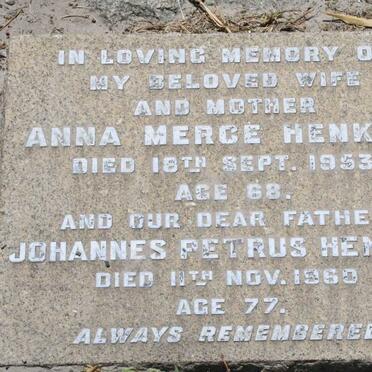 IN LOVING MEMORY O
MY BELOVED WIFE
AND MOTHER
ANNA MERCE HENK
DIED 18TH SEPT. 1953
AGE 68.
AND OUR DEAR FATHE
JOHANNES PETRUS HEN
DIED 11TH NOV. 1960
AGE 77.
ALWAYS REMEMBERED